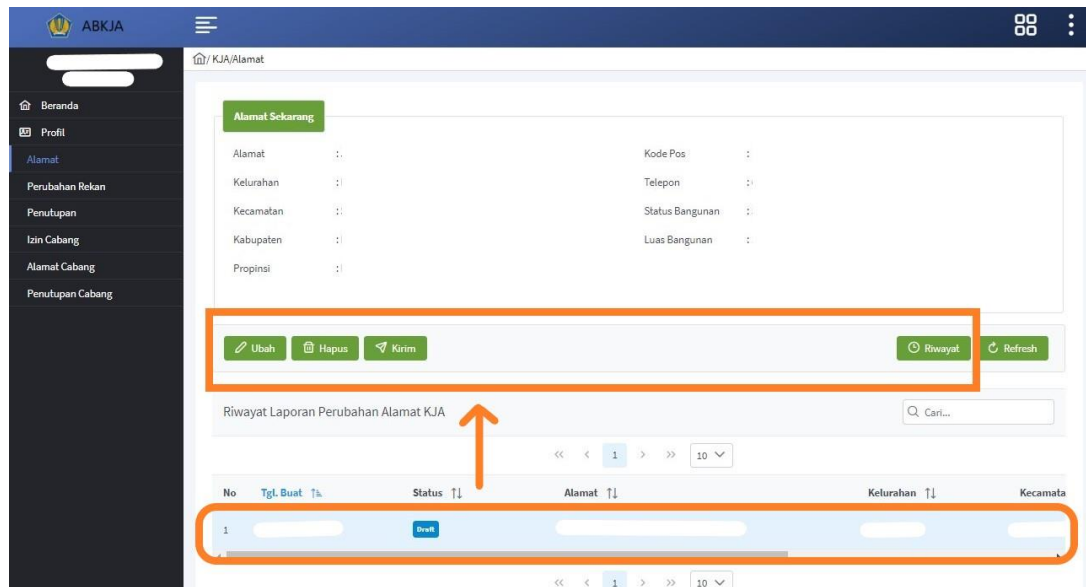 ABKJA
/ KJA/Alamat
Beranda
Profil
Alamat
Perubahan Rekan
Penutupan
Izin Cabang
Alamat Cabang
Penutupan Cabang
Alamat Sekarang
Alamat : Kode Pos :
Kelurahan : Telepon :
Kecamatan : Status Bangunan :
Kabupaten : Luas Bangunan :
Propinsi :
Ubah Hapus Kirim Riwayat Refresh
Riwayat Laporan Perubahan Alamat KJA Cari...
<< < 1 > >> 10
No Tgl. Buat Status Alamat Kelurahan Kecamata
1 Draft
<< < 1 > >> 10